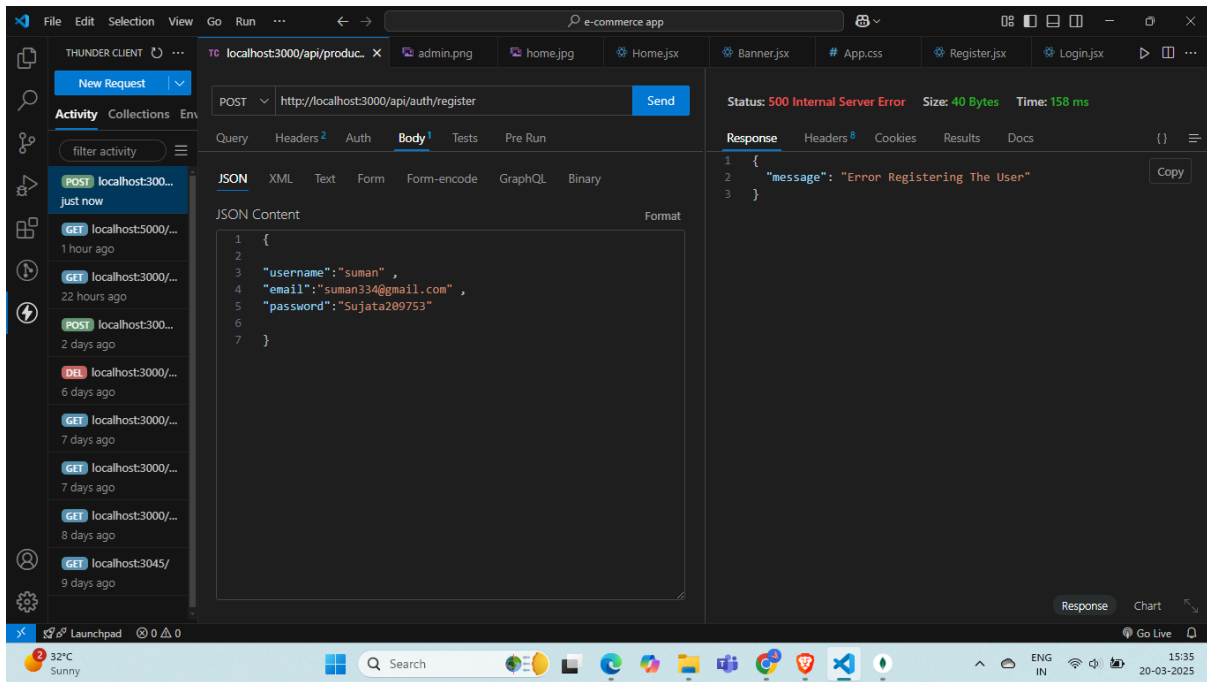 File Edit Selection View Go Run ··· e-commerce app
THUNDER CLIENT ···
New Request
Activity Collections Env
filter activity
POST localhost:300...
just now
GET localhost:5000/...
1 hour ago
GET localhost:3000/...
22 hours ago
POST localhost:300...
2 days ago
DEL localhost:3000/...
6 days ago
GET localhost:3000/...
7 days ago
GET localhost:3000/...
7 days ago
GET localhost:3000/...
8 days ago
GET localhost:3045/
9 days ago
TC localhost:3000/api/produc.. admin.png home.jpg Home.jsx Banner.jsx # App.css Register.jsx Login.jsx ···
POST http://localhost:3000/api/auth/register Send
Query Headers 2 Auth Body 1 Tests Pre Run
JSON XML Text Form Form-encode GraphQL Binary
JSON Content Format
1 {
2
3 "username":"suman" ,
4 "email":"suman334@gmail.com" ,
5 "password":"Sujata209753"
6
7 }
Status: 500 Internal Server Error Size: 40 Bytes Time: 158 ms
Response Headers 8 Cookies Results Docs {}
1 {
2 "message": "Error Registering The User"
3 }
Copy
Response Chart
Launchpad 0 0 Go Live
2
32°C
Sunny
Search
ENG
IN
15:35
20-03-2025